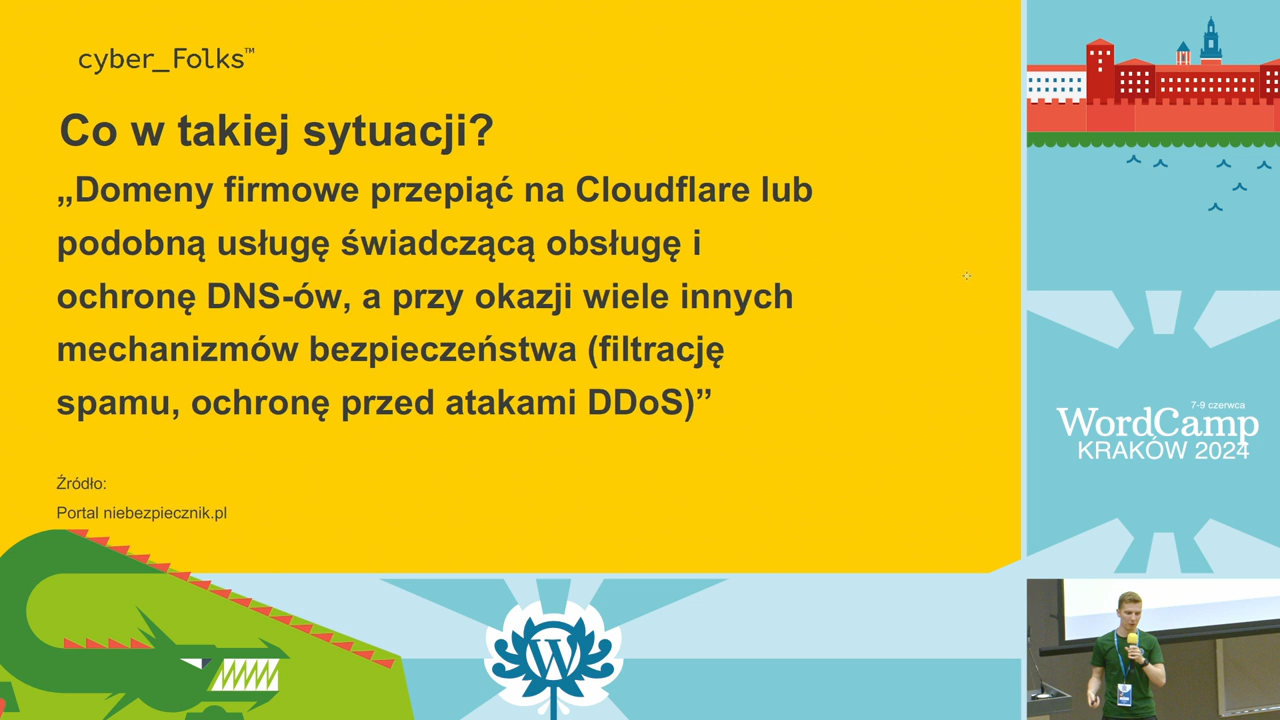 cyber_Folks™
Co w takiej sytuacji?
„Domeny firmowe przepiąć na Cloudflare lub
podobną usługę świadczącą obsługę i
ochronę DNS-ów, a przy okazji wiele innych
mechanizmów bezpieczeństwa (filtrację
spamu, ochronę przed atakami DDoS)”
Źródło:
Portal niebezpiecznik.pl
7-9 czerwca
WordCamp
KRAKÓW 2024